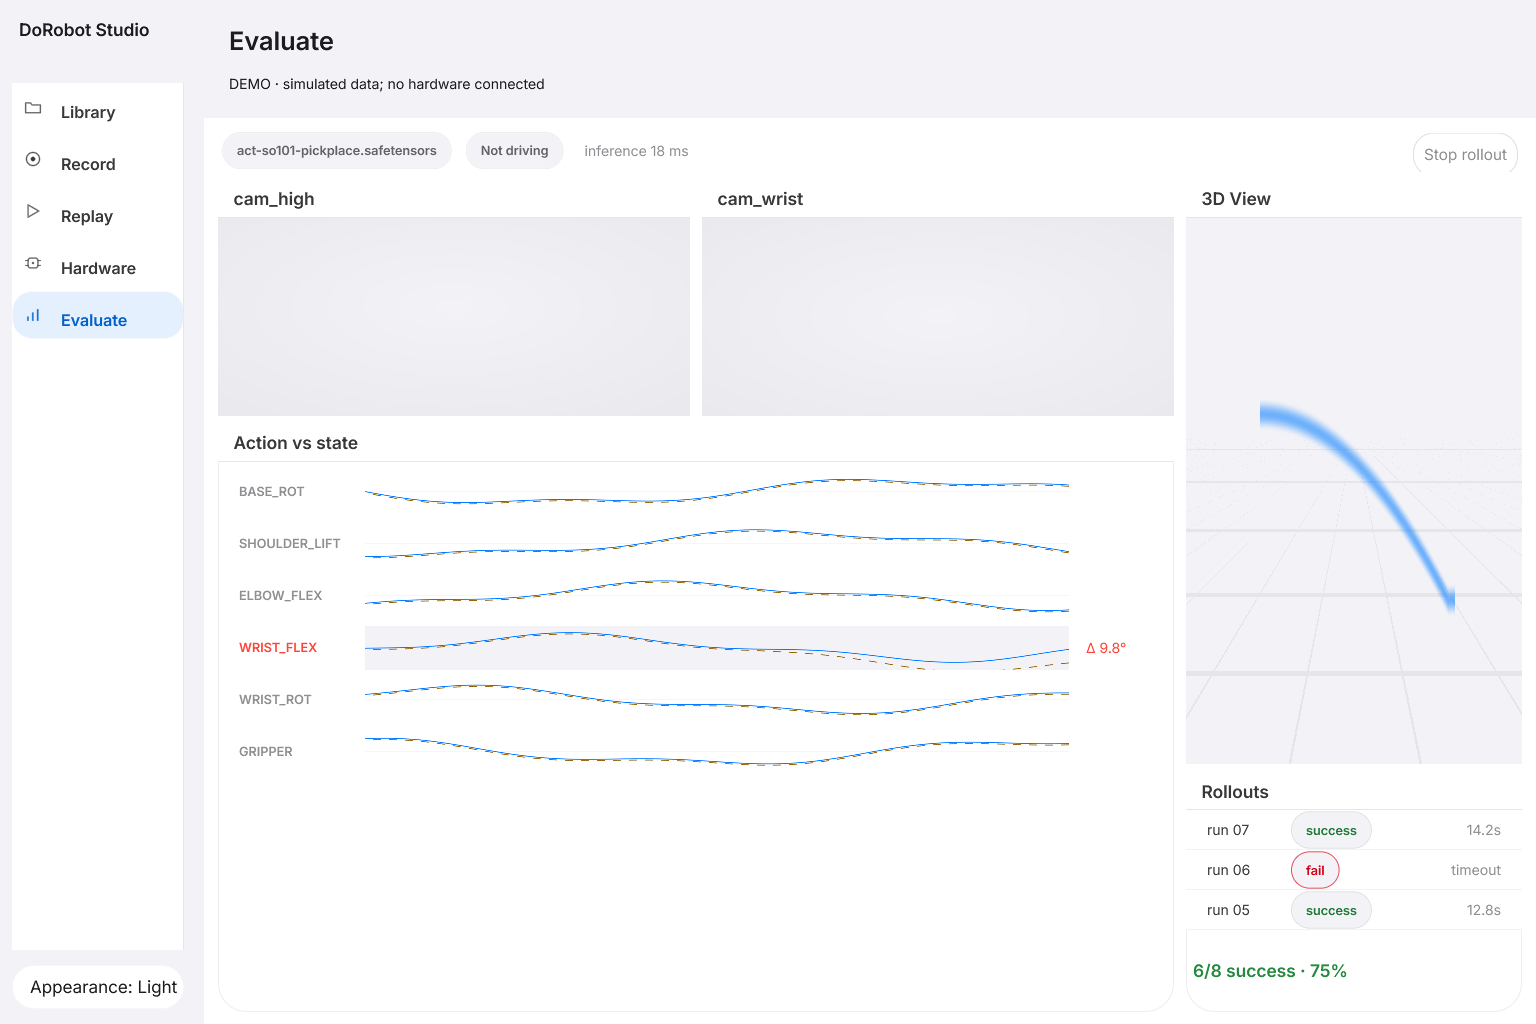 DoRobot Studio
Library
Record
Replay
Hardware
Evaluate
Appearance: Light
Evaluate
DEMO · simulated data; no hardware connected
act-so101-pickplace.safetensors
Not driving
inference 18 ms
Stop rollout
cam_high
cam_wrist
3D View
Action vs state
BASE_ROT
SHOULDER_LIFT
ELBOW_FLEX
WRIST_FLEX
Δ 9.8°
WRIST_ROT
GRIPPER
Rollouts
run 07 success 14.2s
run 06 fail timeout
run 05 success 12.8s
6/8 success · 75%